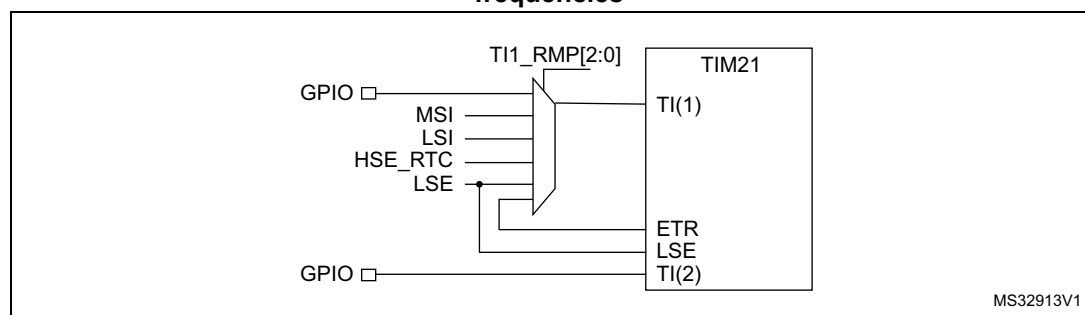 frequencies
TI1_RMP[2:0]
TIM21
GPIO
TI(1)
MSI
LSI
HSE_RTC
LSE
ETR
LSE
GPIO
TI(2)
MS32913V1